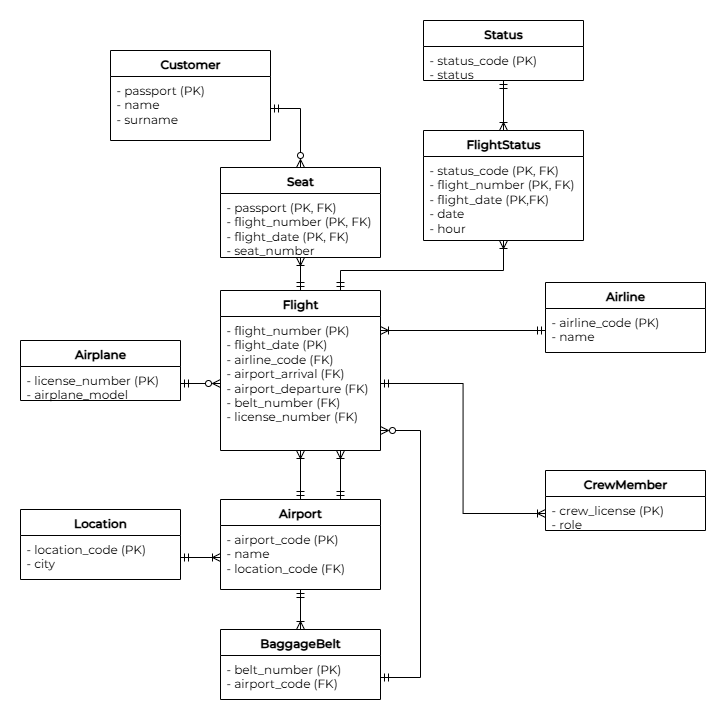 Status
- status_code (PK)
- status
Customer
- passport (PK)
- name
- surname
FlightStatus
- status_code (PK, FK)
- flight_number (PK, FK)
- flight_date (PK,FK)
- date
- hour
Seat
- passport (PK, FK)
- flight_number (PK, FK)
- flight_date (PK, FK)
- seat_number
Flight
- flight_number (PK)
- flight_date (PK)
- airline_code (FK)
- airport_arrival (FK)
- airport_departure (FK)
- belt_number (FK)
- license_number (FK)
Airline
- airline_code (PK)
- name
Airplane
- license_number (PK)
- airplane_model
CrewMember
- crew_license (PK)
- role
Location
- location_code (PK)
- city
Airport
- airport_code (PK)
- name
- location_code (FK)
BaggageBelt
- belt_number (PK)
- airport_code (FK)